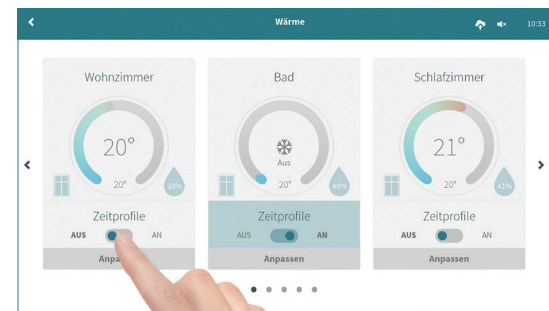 Wärme
10:33
Wohnzimmer
20°
20°
38%
Zeitprofile
AUS AN
Bad
Aus
20°
40%
Zeitprofile
AUS AN
Anpassen
Schlafzimmer
21°
20°
41%
Zeitprofile
AUS AN
Anpassen